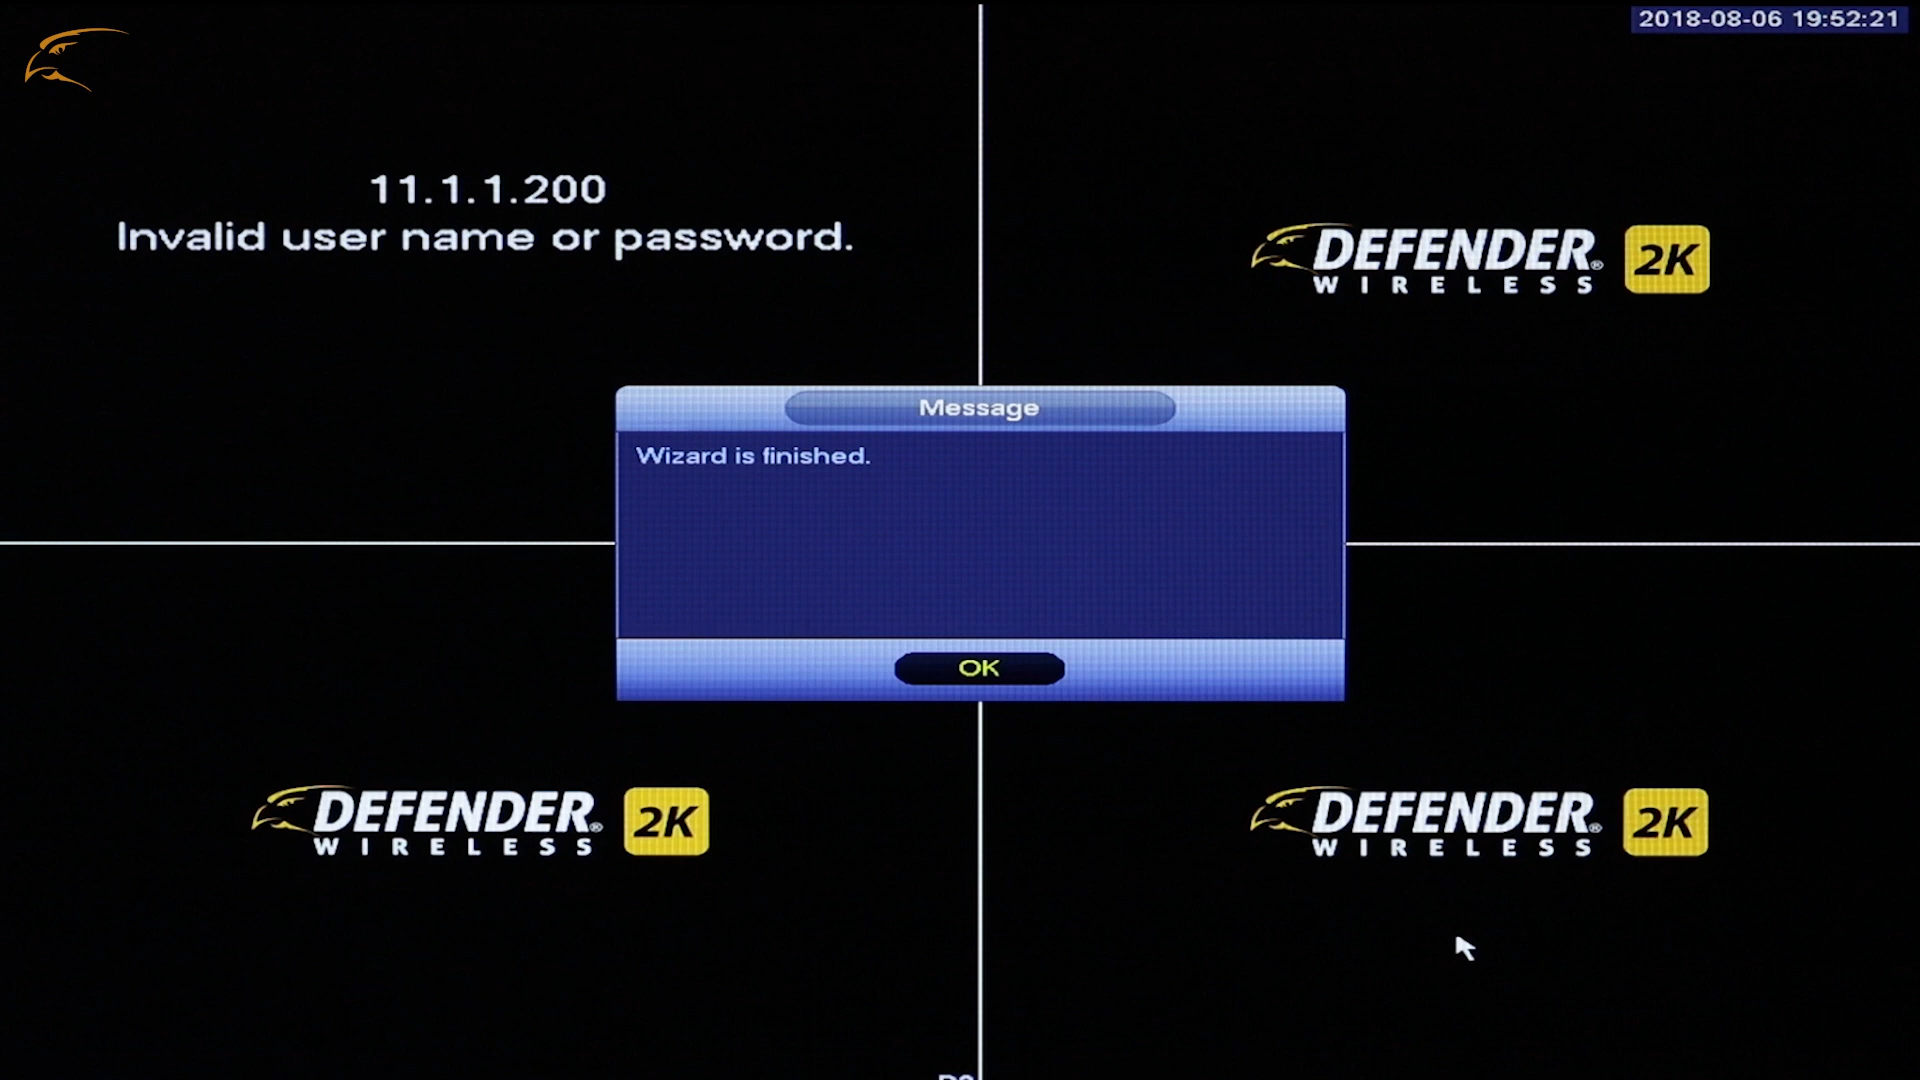 2018-08-06 19:52:21
11.1.1.200
Invalid user name or password.
DEFENDER®
WIRELESS
2K
Message
Wizard is finished.
OK
DEFENDER®
WIRELESS
2K
DEFENDER®
WIRELESS
2K